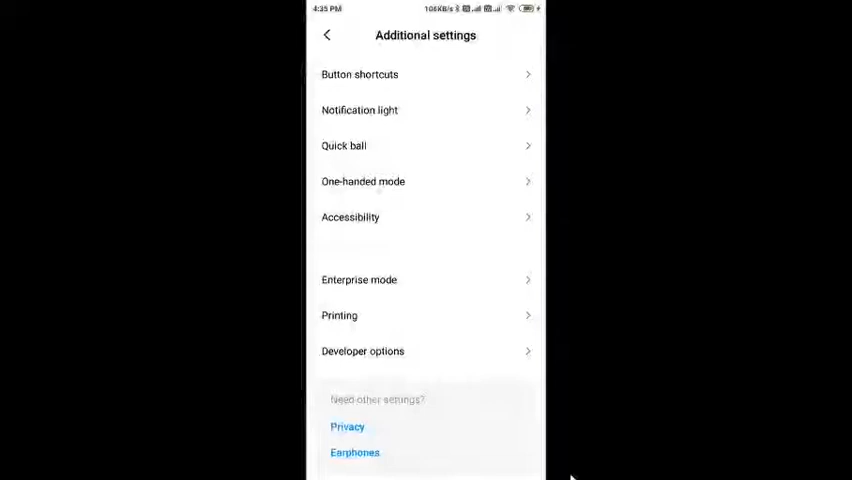 4:35 PM 106KB/s
Additional settings
Button shortcuts
Notification light
Quick ball
One-handed mode
Accessibility
Enterprise mode
Printing
Developer options
Need other settings?
Privacy
Earphones